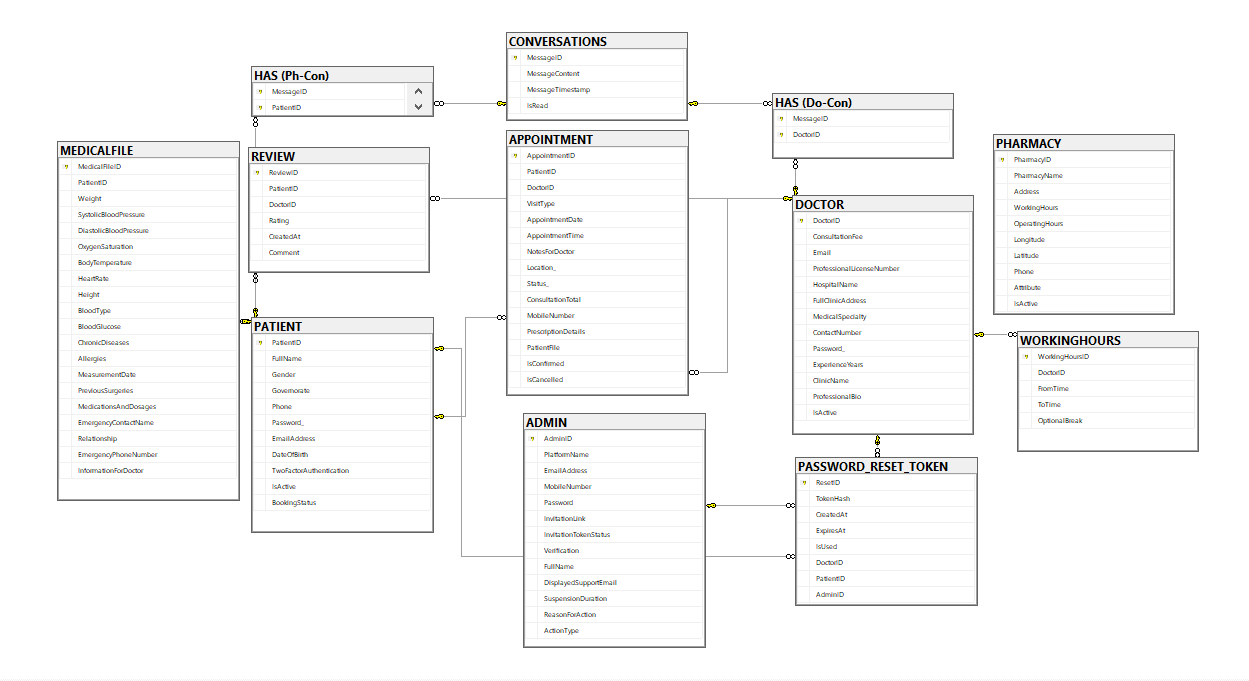 CONVERSATIONS
MessageID
MessageContent
MessageTimestamp
IsRead
HAS (Ph-Con)
MessageID
PatientID
HAS (Do-Con)
MessageID
DoctorID
MEDICALFILE
MedicalFileID
PatientID
Weight
SystolicBloodPressure
DiastolicBloodPressure
OxygenSaturation
BodyTemperature
HeartRate
Height
BloodType
BloodGlucose
ChronicDiseases
Allergies
MeasurementDate
PreviousSurgeries
MedicationsAndDosages
EmergencyContactName
Relationship
EmergencyPhoneNumber
InformationForDoctor
REVIEW
ReviewID
PatientID
DoctorID
Rating
CreatedAt
Comment
APPOINTMENT
AppointmentID
PatientID
DoctorID
VisitType
AppointmentDate
AppointmentTime
NotesForDoctor
Location_
Status_
ConsultationTotal
MobileNumber
PrescriptionDetails
PatientFile
IsConfirmed
IsCancelled
PHARMACY
PharmacyID
PharmacyName
Address
WorkingHours
OperatingHours
Longitude
Latitude
Phone
Attribute
IsActive
DOCTOR
DoctorID
ConsultationFee
Email
ProfessionalLicenseNumber
HospitalName
FullClinicAddress
MedicalSpecialty
ContactNumber
Password_
ExperienceYears
ClinicName
ProfessionalBio
IsActive
PATIENT
PatientID
FullName
Gender
Governorate
Phone
Password_
EmailAddress
DateOfBirth
TwoFactorAuthentication
IsActive
BookingStatus
WORKINGHOURS
WorkingHoursID
DoctorID
FromTime
ToTime
OptionalBreak
ADMIN
AdminID
PlatformName
EmailAddress
MobileNumber
Password
InvitationLink
InvitationTokenStatus
Verification
FullName
DisplayedSupportEmail
SuspensionDuration
ReasonForAction
ActionType
PASSWORD_RESET_TOKEN
ResetID
TokenHash
CreatedAt
ExpiresAt
IsUsed
DoctorID
PatientID
AdminID